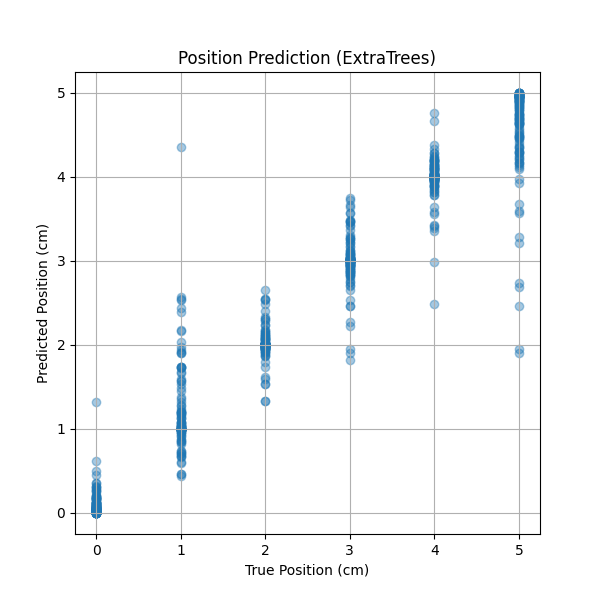 Position Prediction (ExtraTrees)
5
4
3
2
1
0
Predicted Position (cm)
0 1 2 3 4 5
True Position (cm)